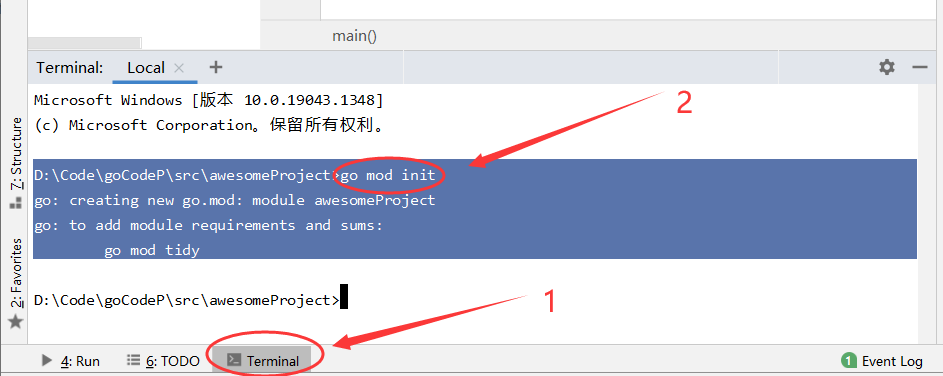 main()
Terminal: Local × +
Microsoft Windows [版本 10.0.19043.1348]
(c) Microsoft Corporation。保留所有权利。
2
D:\Code\goCodeP\src\awesomeProject>go mod init
go: creating new go.mod: module awesomeProject
go: to add module requirements and sums:
go mod tidy
D:\Code\goCodeP\src\awesomeProject>
1
7: Structure
2: Favorites
4: Run 6: TODO Terminal 1 Event Log